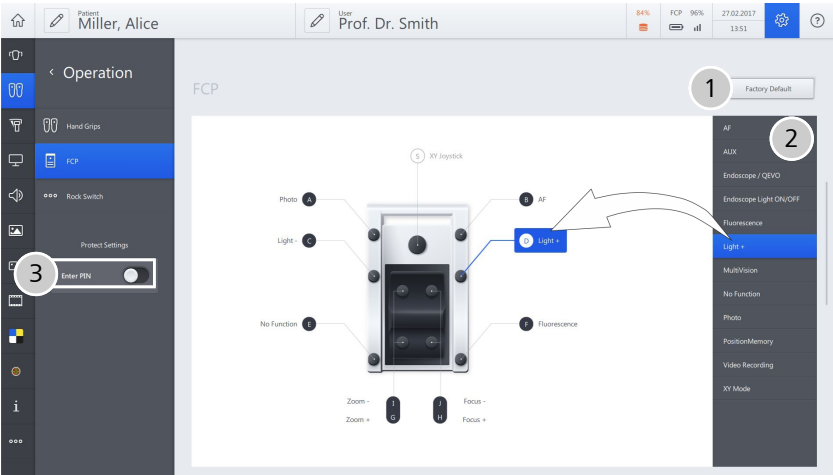 Patient
Miller, Alice
User
Prof. Dr. Smith
84%
FCP 96%
27.02.2017
13:51
?
Operation
Hand Grips
FCP
Rock Switch
Protect Settings
3
Enter PIN
i
FCP
1
Factory Default
S XY Joystick
Photo A
B AF
Light - C
D Light +
No Function E
F Fluorescence
Zoom - I
J Focus -
Zoom + G
H Focus +
2
AF
AUX
Endoscope / QEVO
Endoscope Light ON/OFF
Fluorescence
Light +
MultiVision
No Function
Photo
PositionMemory
Video Recording
XY Mode